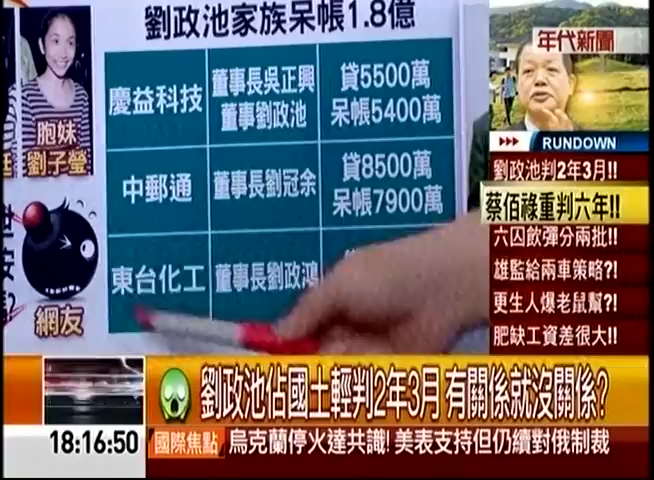 劉政池家族呆帳1.8億
慶益科技
董事長吳正興
董事劉政池
貸5500萬
呆帳5400萬
中郵通
董事長劉冠余
貸8500萬
呆帳7900萬
東台化工
董事長劉政鴻
胞妹
劉子瑩
網友
年代新聞
RUNDOWN
劉政池判2年3月!!
蔡佰祿重判六年!!
六囚飲彈分兩批!!
雄監給兩車策略?!
更生人爆老鼠幫?!
肥缺工資差很大!!
劉政池佔國土輕判2年3月 有關係就沒關係?
18:16:50
國際焦點
烏克蘭停火達共識!美表支持但仍續對俄制裁